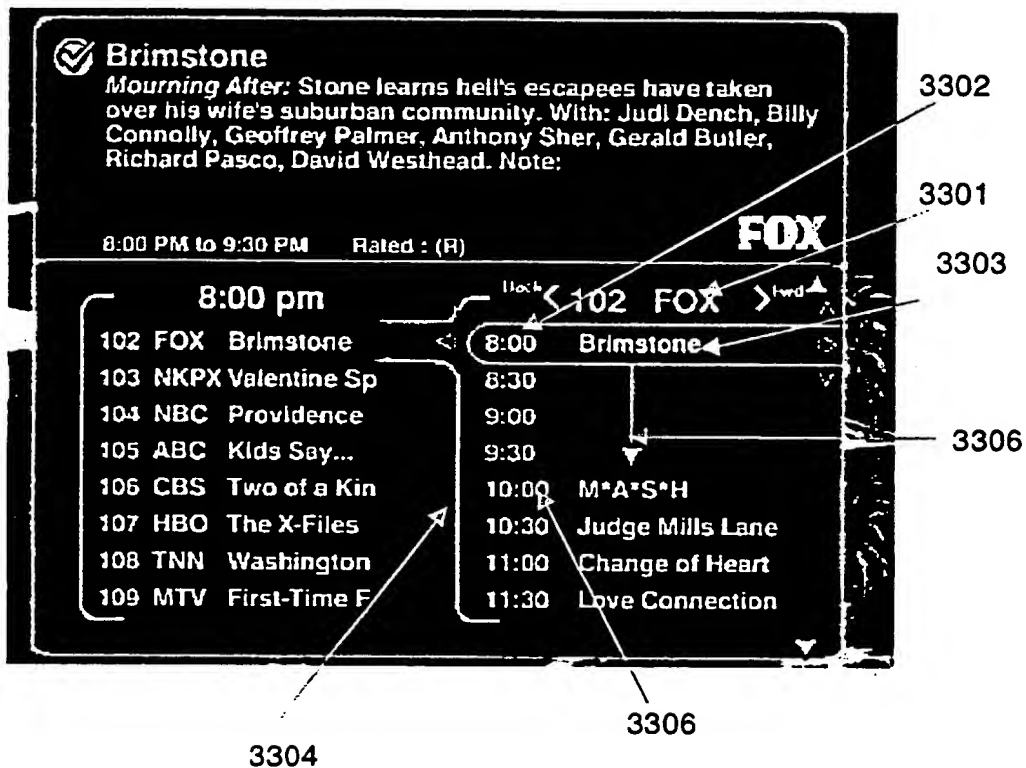 Brimstone
Mourning After: Stone learns hell's escapees have taken
over his wife's suburban community. With: Judi Dench, Billy
Connolly, Geoffrey Palmer, Anthony Sher, Gerald Butler,
Richard Pasco, David Westhead. Note:
8:00 PM to 9:30 PM Rated : (R)
FOX
8:00 pm
102 FOX Brimstone
103 NKPX Valentine Sp
104 NBC Providence
105 ABC Kids Say...
106 CBS Two of a Kin
107 HBO The X-Files
108 TNN Washington
109 MTV First-Time F
Back < 102 FOX > Fwd
8:00 Brimstone
8:30
9:00
9:30
10:00 M*A*S*H
10:30 Judge Mills Lane
11:00 Change of Heart
11:30 Love Connection
3302
3301
3303
3306
3306
3304